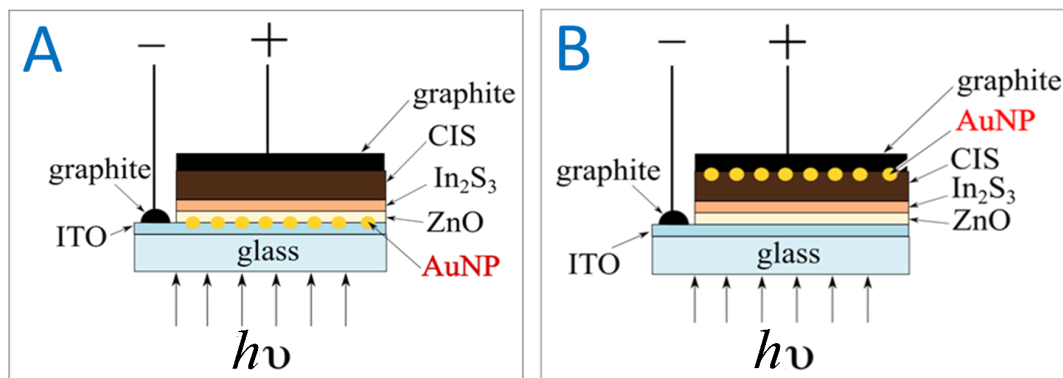 A
−
+
graphite
CIS
graphite
In₂S₃
ZnO
ITO
glass
AuNP
hυ
B
−
+
graphite
AuNP
CIS
graphite
In₂S₃
ZnO
ITO
glass
hυ